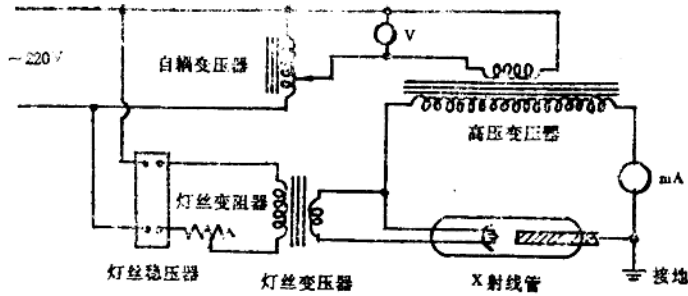 V
~220V
自耦变压器
高压变压器
mA
灯丝变阻器
灯丝稳压器
灯丝变压器
X射线管
接地